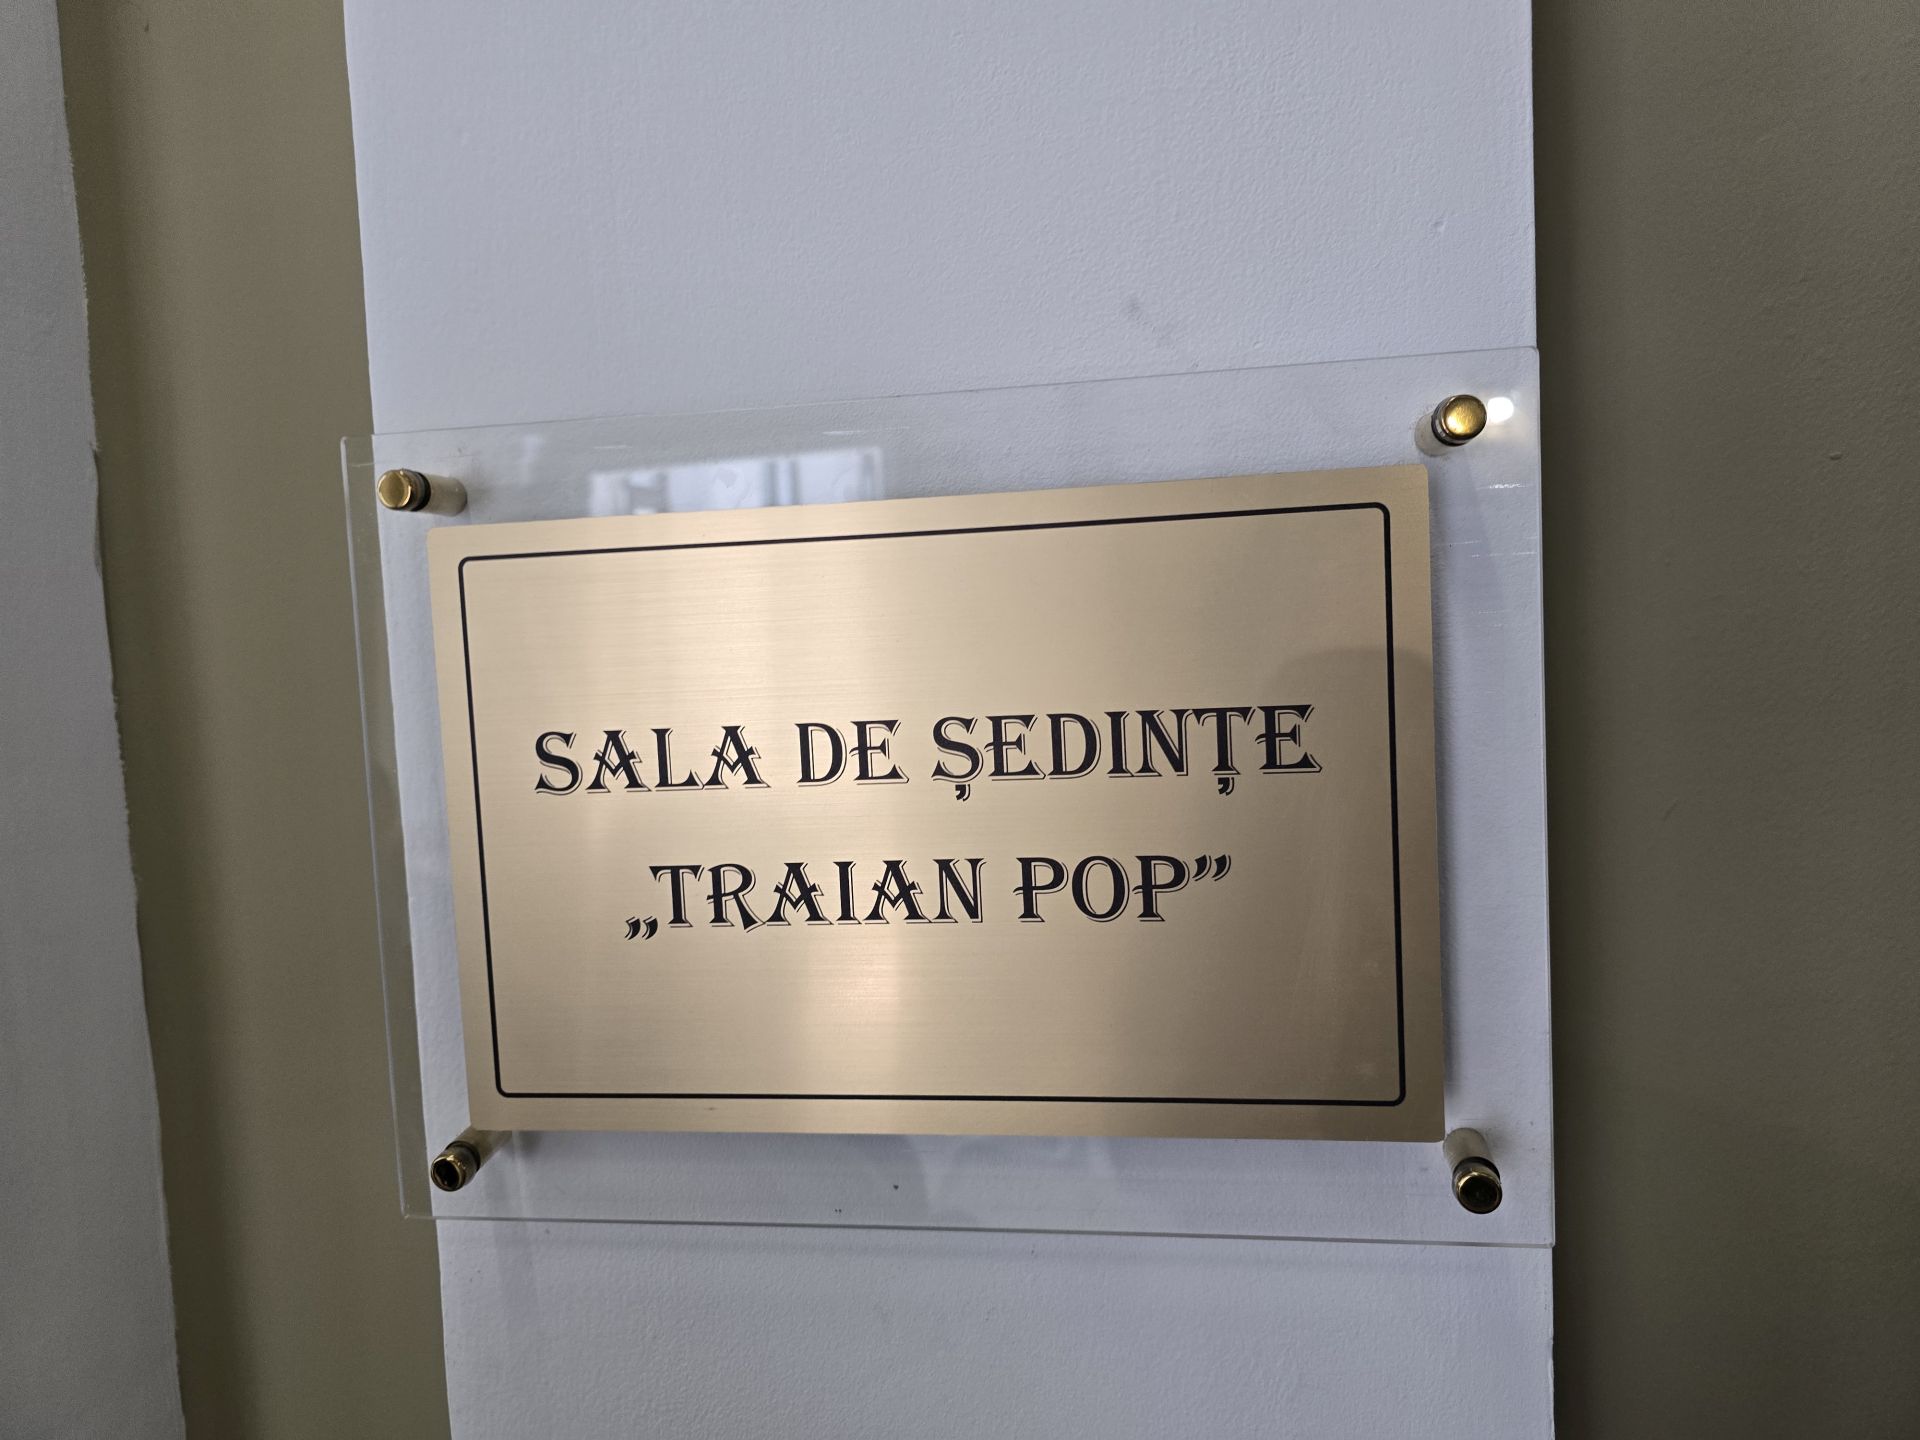 SALA DE ȘEDINȚE
„TRAIAN POP”